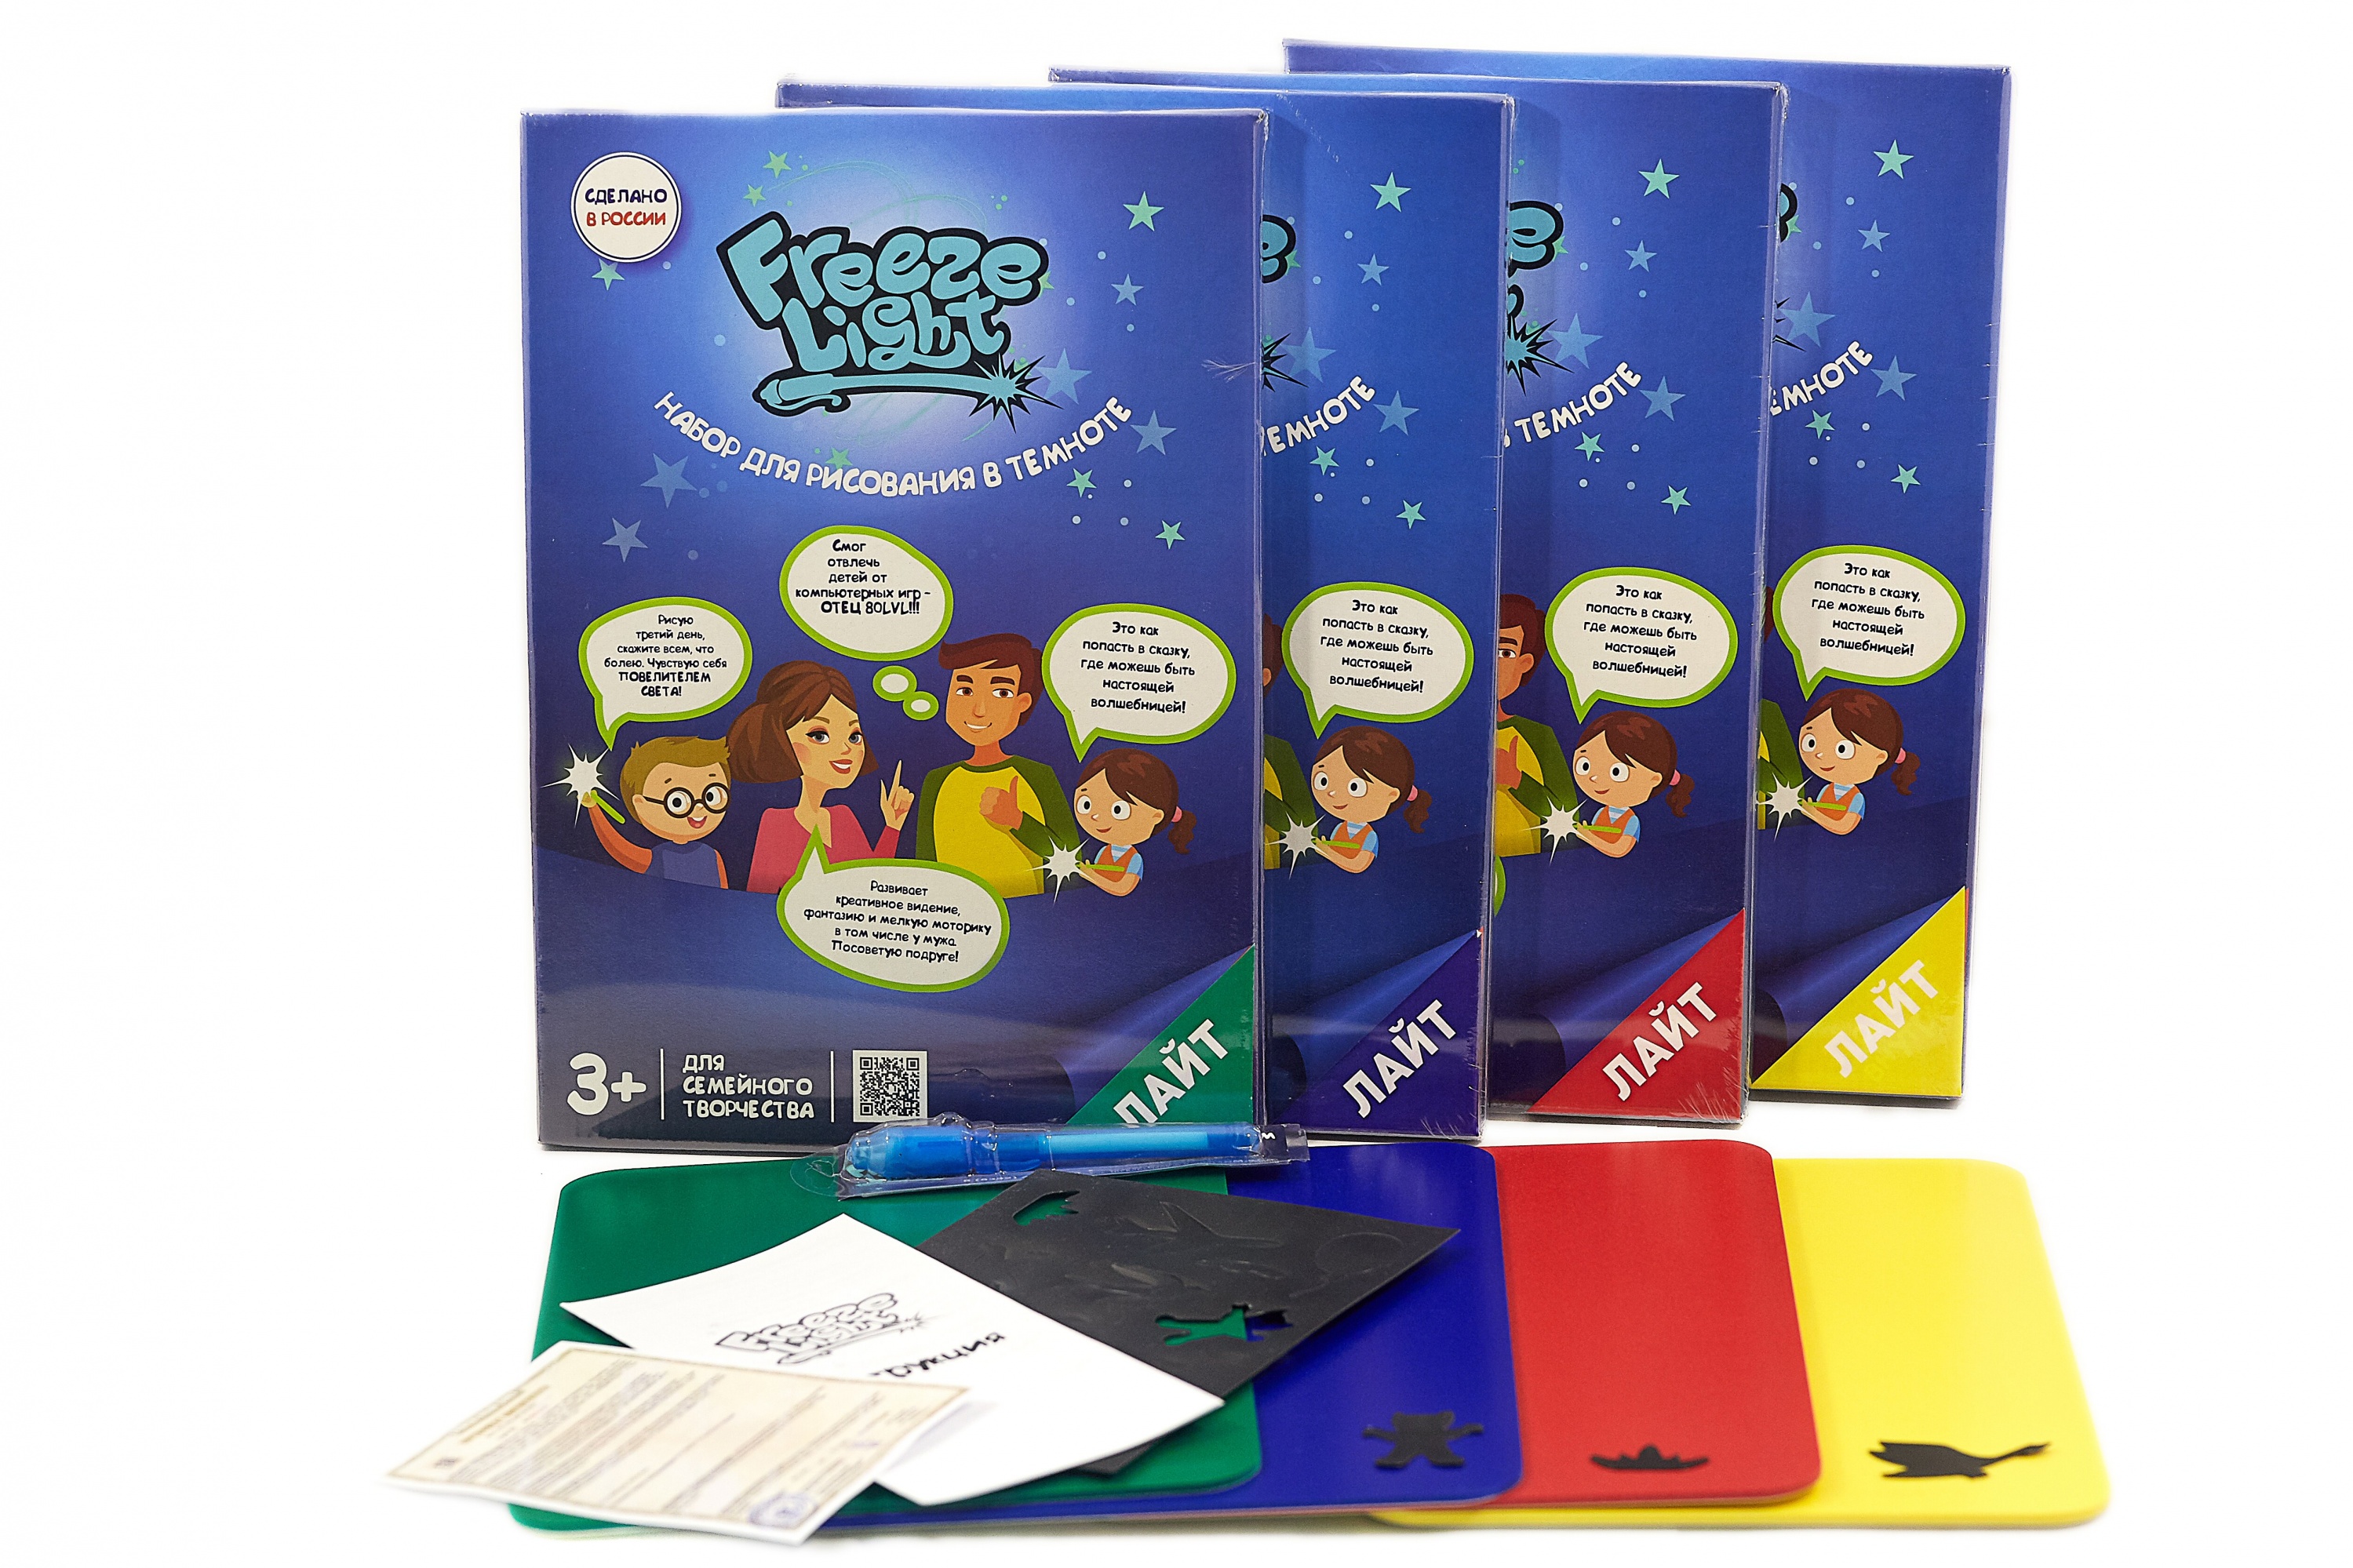 СДЕЛАНО
В РОССИИ
Freeze
Light
НАБОР ДЛЯ РИСОВАНИЯ В ТЕМНОТЕ
Смог
отвлечь
детей от
компьютерных игр -
ОТЕЦ 80LVL!!!
Рисую
третий день,
скажите всем, что
болею. Чувствую себя
ПОВЕЛИТЕЛЕМ
СВЕТА!
Это как
попасть в сказку,
где можешь быть
настоящей
волшебницей!
Развивает
креативное видение,
фантазию и мелкую моторику
в том числе у мужа.
Посоветую подруге!
3+
ДЛЯ
СЕМЕЙНОГО
ТВОРЧЕСТВА
ЛАЙТ
ТЕМНОТЕ
Это как
попасть в сказку,
где можешь быть
настоящей
волшебницей!
ЛАЙТ
В ТЕМНОТЕ
Это как
попасть в сказку,
где можешь быть
настоящей
волшебницей!
ЛАЙТ
ТЕМНОТЕ
Это как
попасть в сказку,
где можешь быть
настоящей
волшебницей!
ЛАЙТ
Freeze
Light
рукция